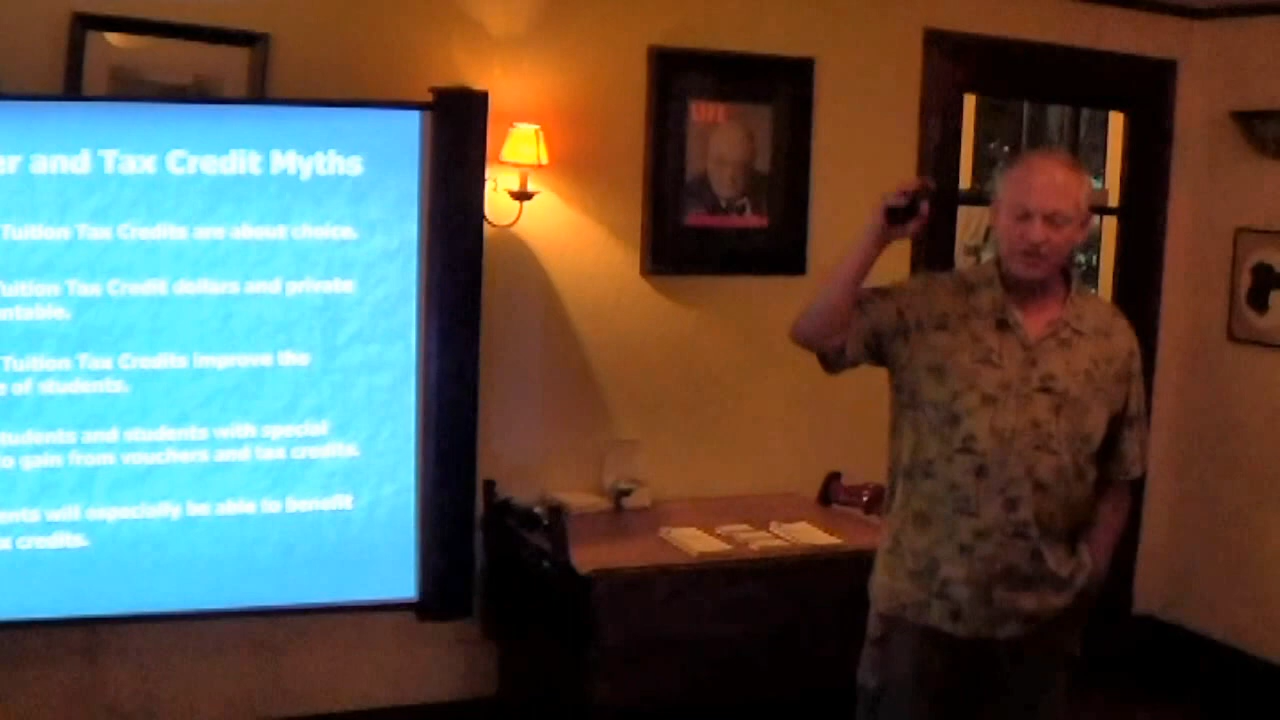 er and Tax Credit Myths
Tuition Tax Credits are about choice.
Tuition Tax Credit dollars and private
ntable.
Tuition Tax Credits improve the
e of students.
students and students with special
o gain from vouchers and tax credits.
ents will especially be able to benefit
x credits.
LIFE